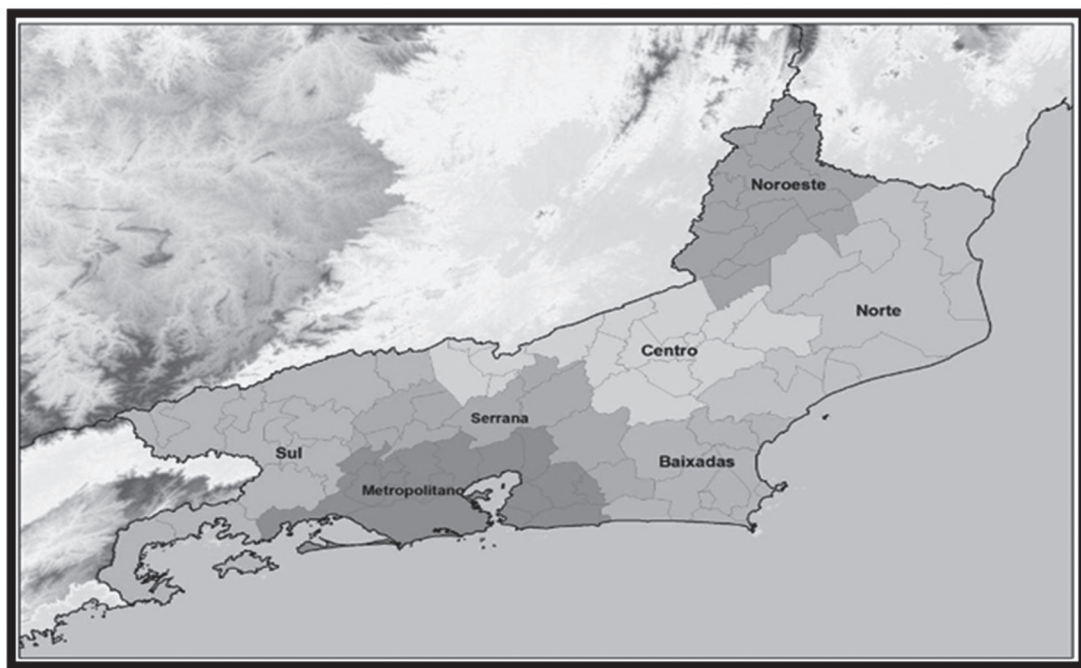 Noroeste
Norte
Centro
Serrana
Sul
Baixadas
Metropolitano